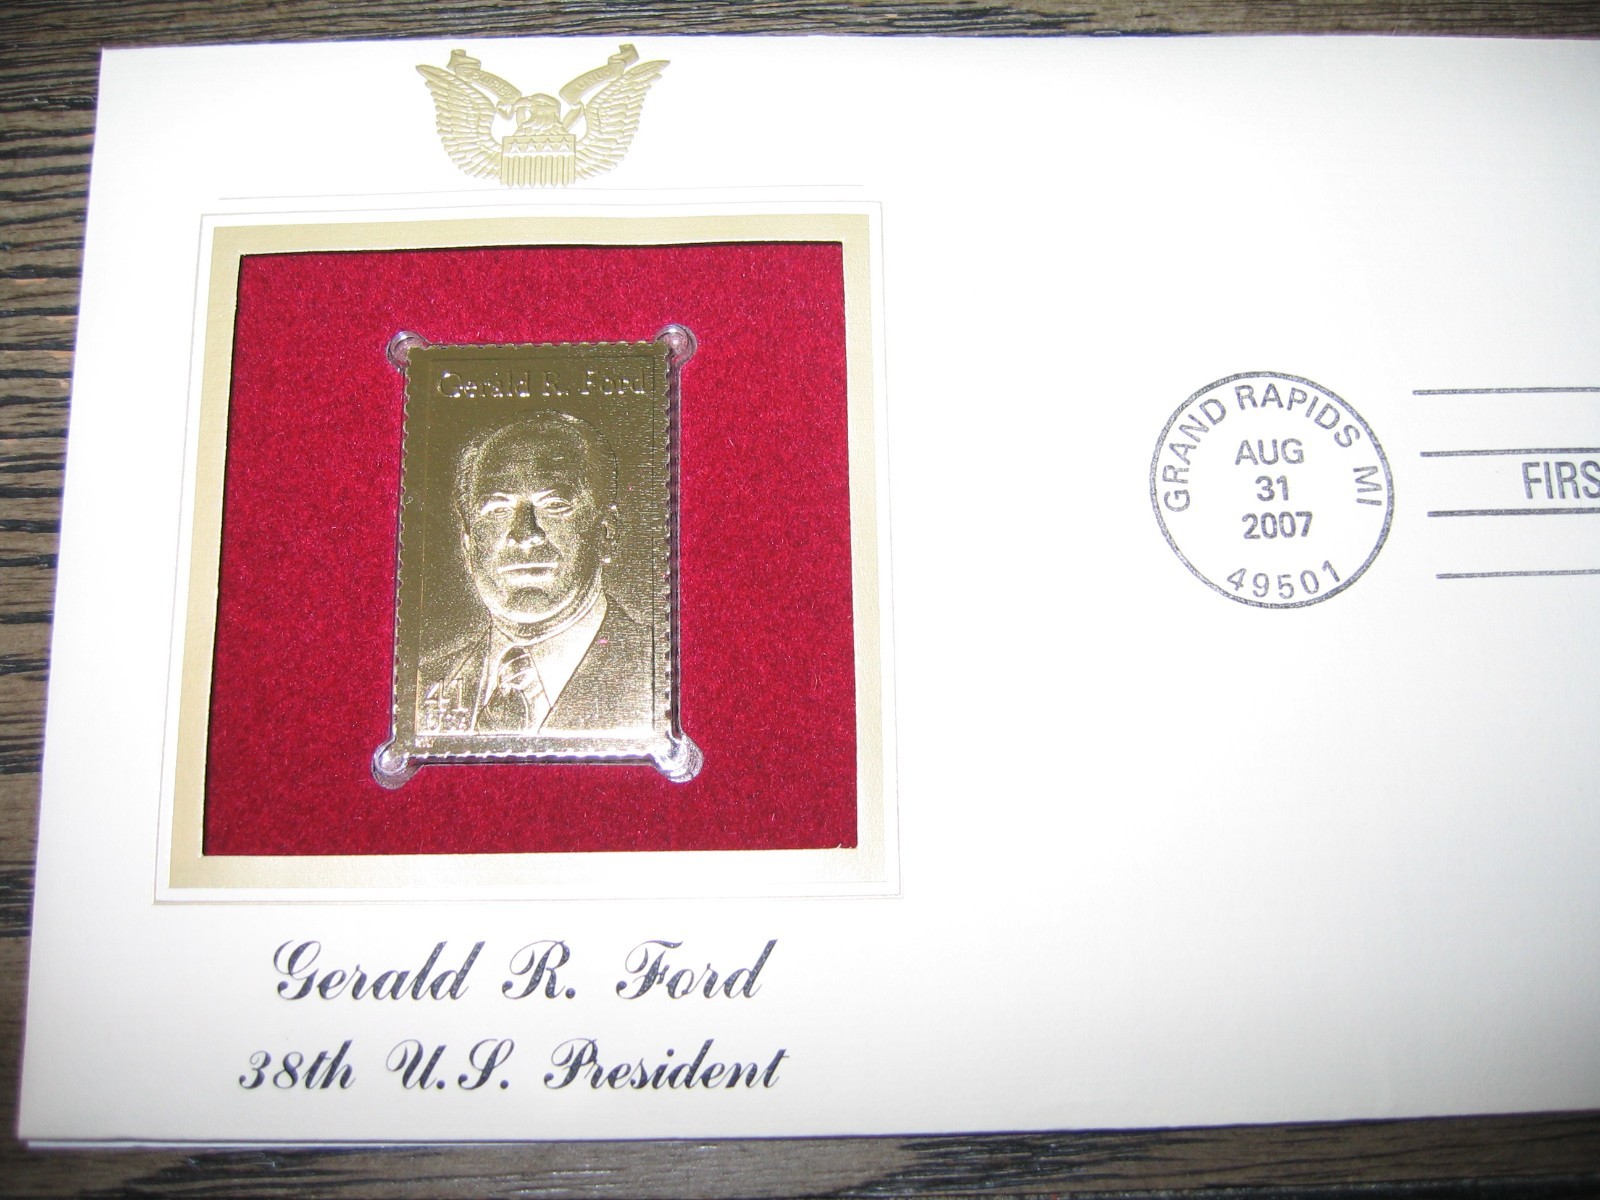 Gerald R. Ford
41
USA
Gerald R. Ford
38th U.S. President
GRAND RAPIDS MI
AUG
31
2007
49501
FIRS